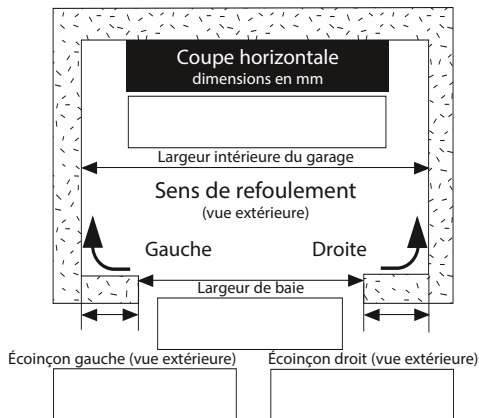 Coupe horizontale
dimensions en mm
Largeur intérieure du garage
Sens de refoulement
(vue extérieure)
Gauche
Droite
Largeur de baie
Écoinçon gauche (vue extérieure)
Écoinçon droit (vue extérieure)